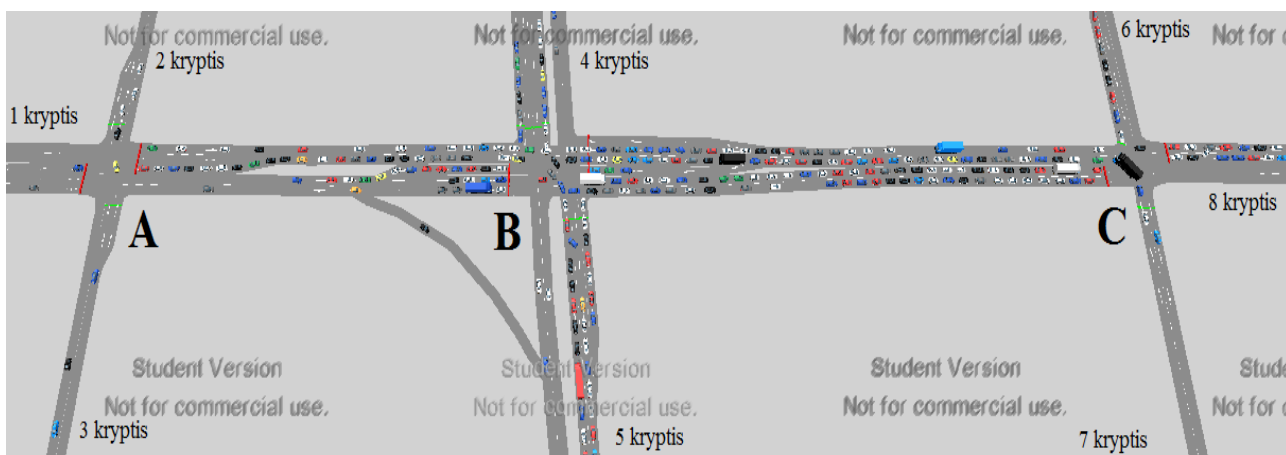 Not for commercial use.
Not for commercial use.
Not for commercial use.
Not for
2 kryptis
4 kryptis
6 kryptis
1 kryptis
A
B
C
8 kryptis
Student Version
Student Version
Student Version
Not for commercial use.
Not for commercial use.
Not for commercial use.
Not for
3 kryptis
5 kryptis
7 kryptis